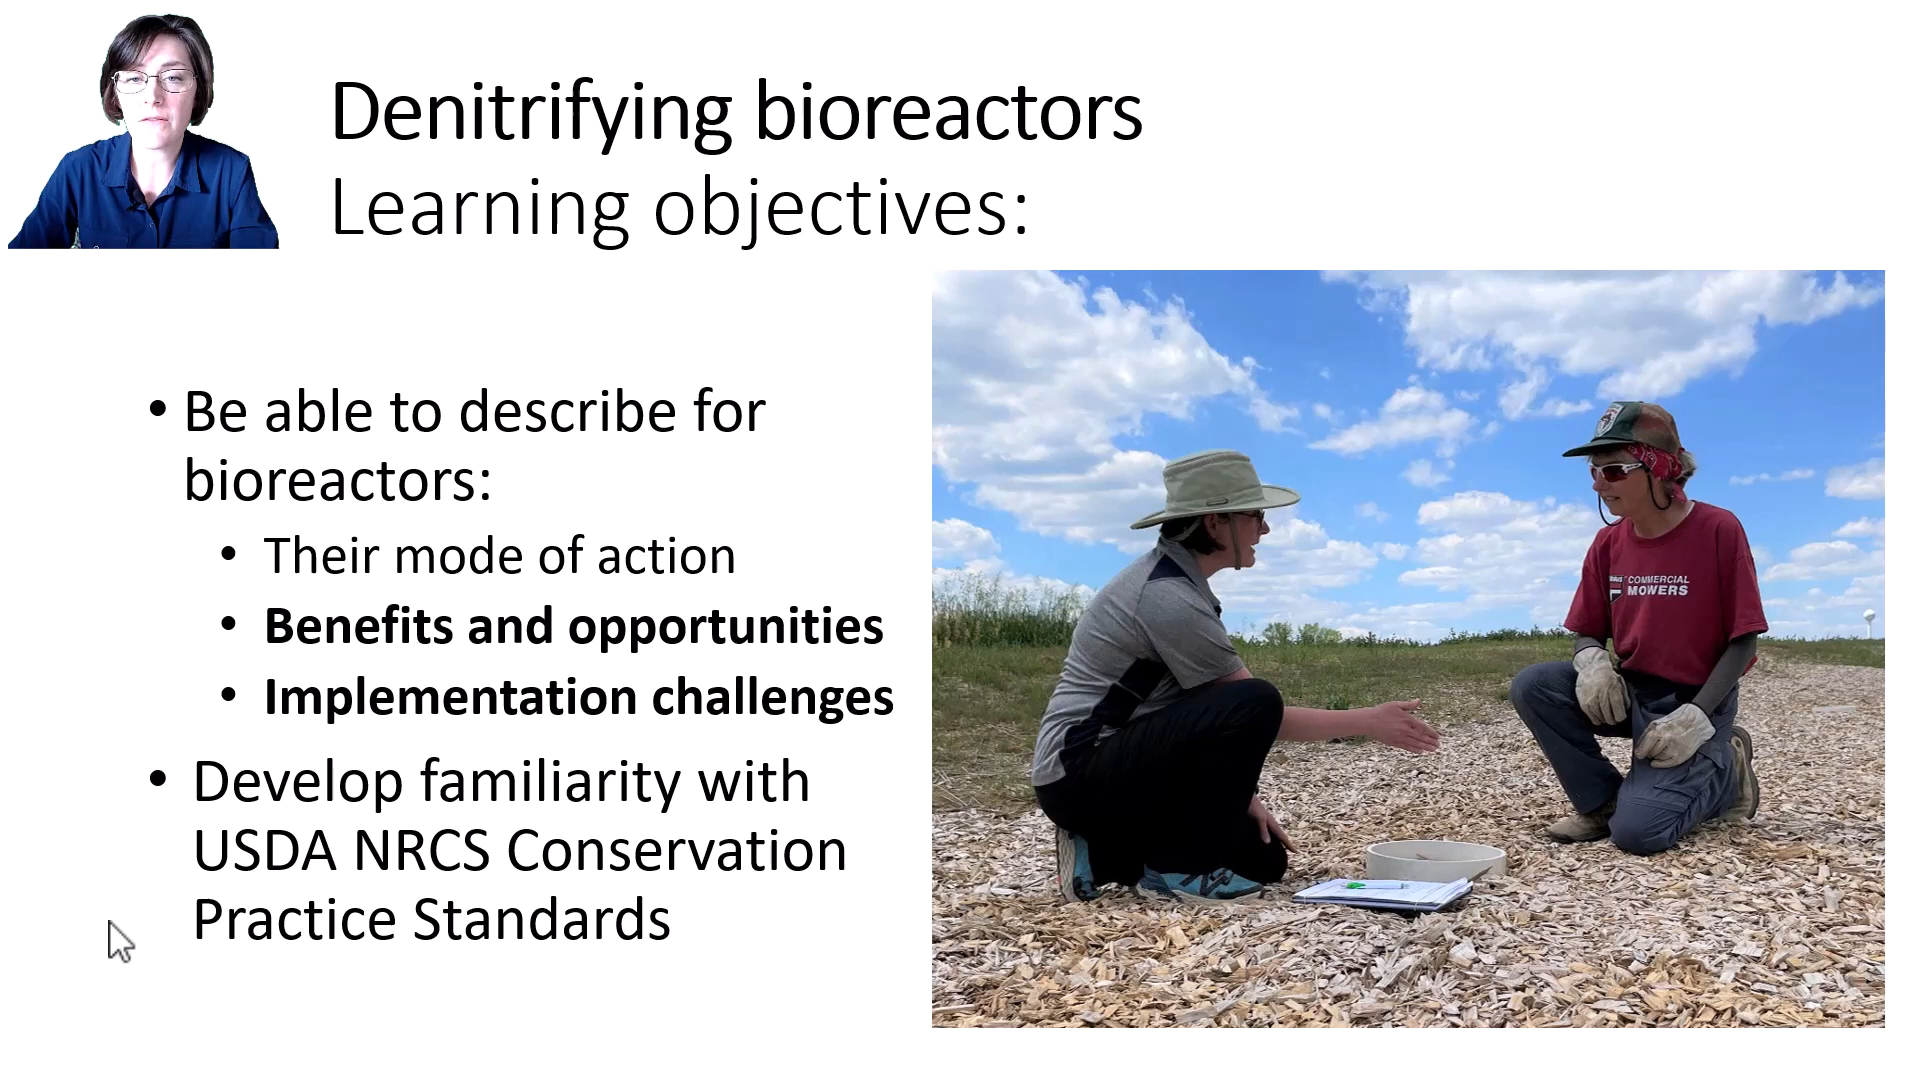 Denitrifying bioreactors
Learning objectives:
• Be able to describe for
bioreactors:
• Their mode of action
• Benefits and opportunities
• Implementation challenges
• Develop familiarity with
USDA NRCS Conservation
Practice Standards
COMMERCIAL
MOWERS